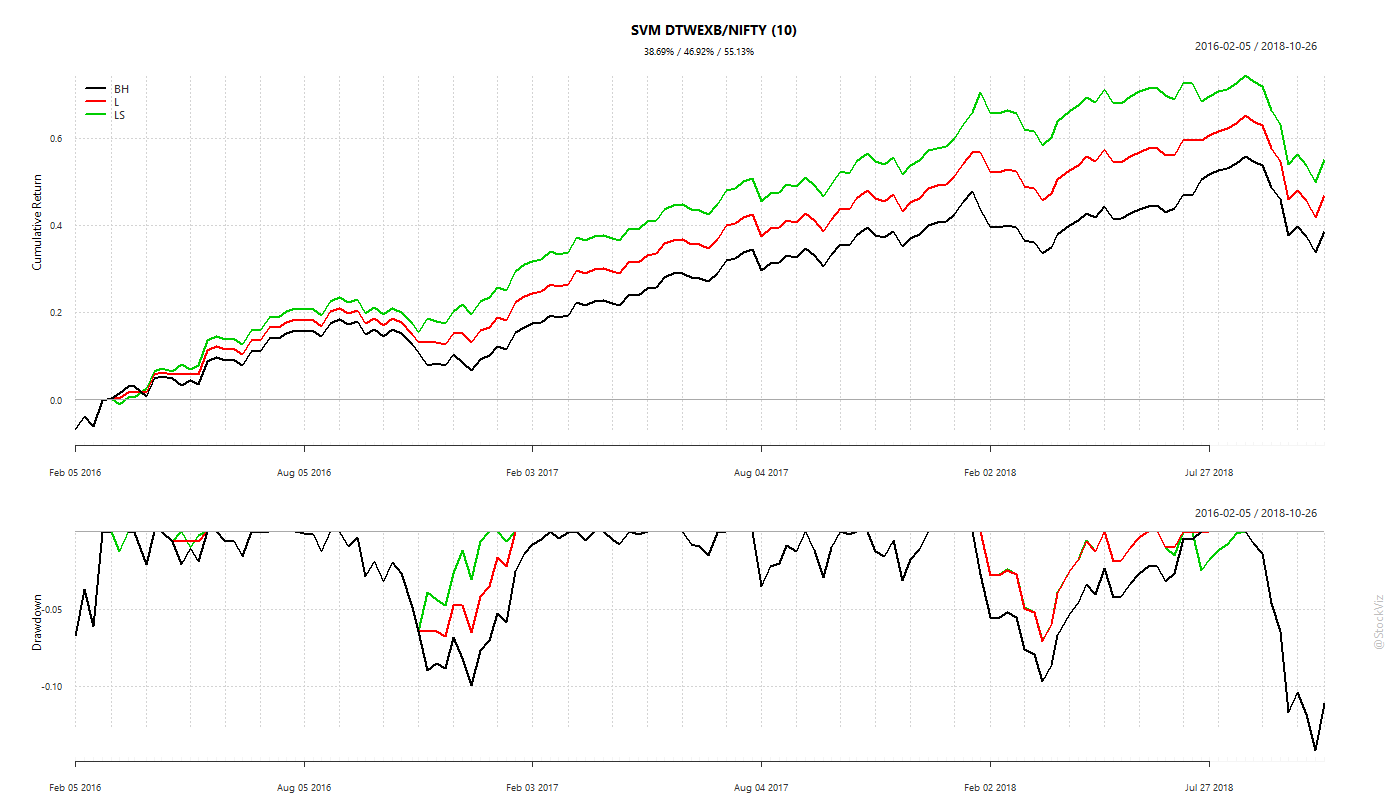 SVM DTWEXB/NIFTY (10)
38.69% / 46.92% / 55.13%
2016-02-05 / 2018-10-26
BH
L
LS
Cumulative Return
0.6
0.4
0.2
0.0
Feb 05 2016
Aug 05 2016
Feb 03 2017
Aug 04 2017
Feb 02 2018
Jul 27 2018
2016-02-05 / 2018-10-26
Drawdown
-0.05
-0.10
Feb 05 2016
Aug 05 2016
Feb 03 2017
Aug 04 2017
Feb 02 2018
Jul 27 2018
@StockViz